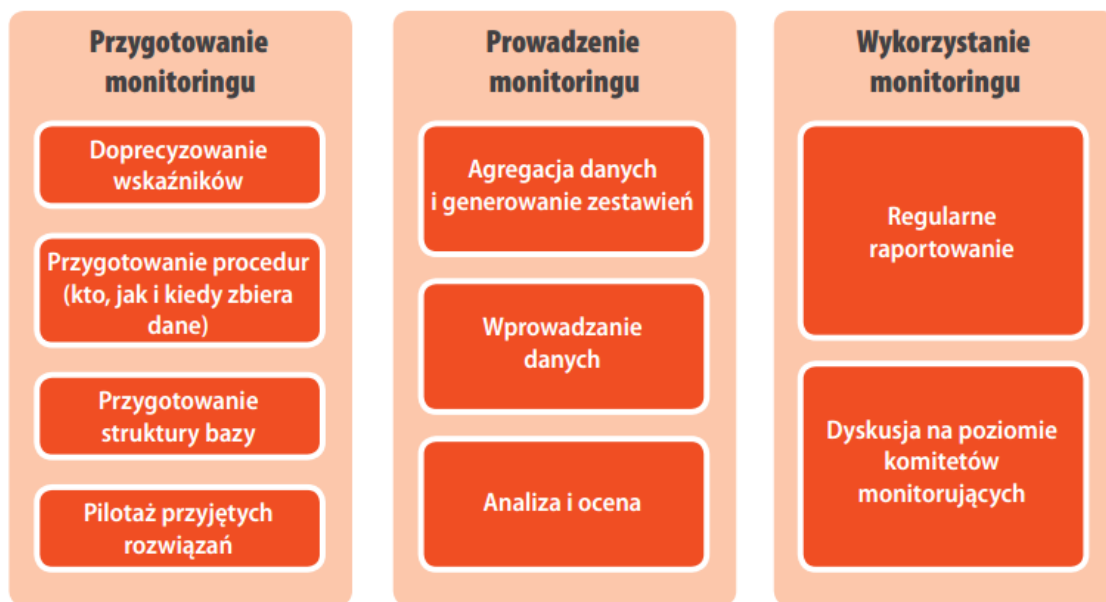 Przygotowanie
monitoringu
Doprecyzowanie
wskaźników
Przygotowanie procedur
(kto, jak i kiedy zbiera
dane)
Przygotowanie
struktury bazy
Pilotaż przyjętych
rozwiązań
Prowadzenie
monitoringu
Agregacja danych
i generowanie zestawień
Wprowadzanie
danych
Analiza i ocena
Wykorzystanie
monitoringu
Regularne
raportowanie
Dyskusja na poziomie
komitetów
monitorujących